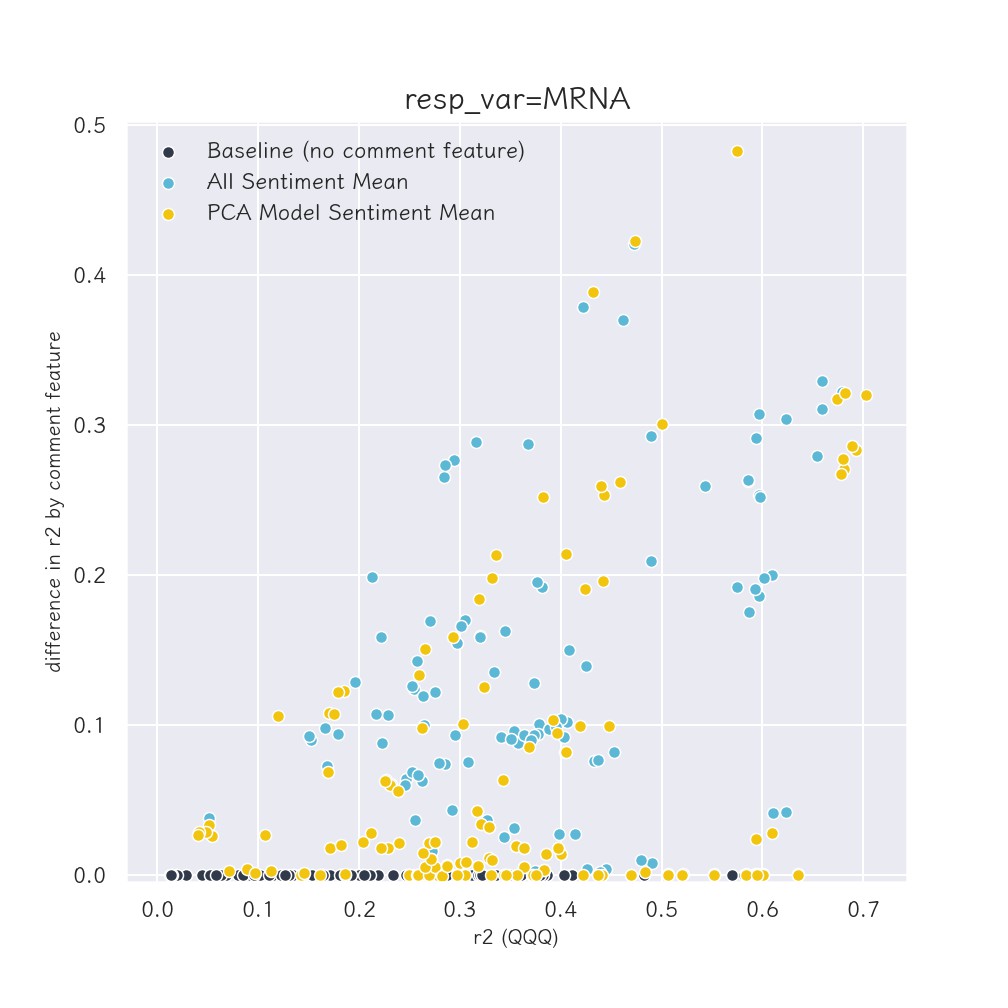 resp_var=MRNA
Baseline (no comment feature)
All Sentiment Mean
PCA Model Sentiment Mean
difference in r2 by comment feature
0.5
0.4
0.3
0.2
0.1
0.0
0.0 0.1 0.2 0.3 0.4 0.5 0.6 0.7
r2 (QQQ)